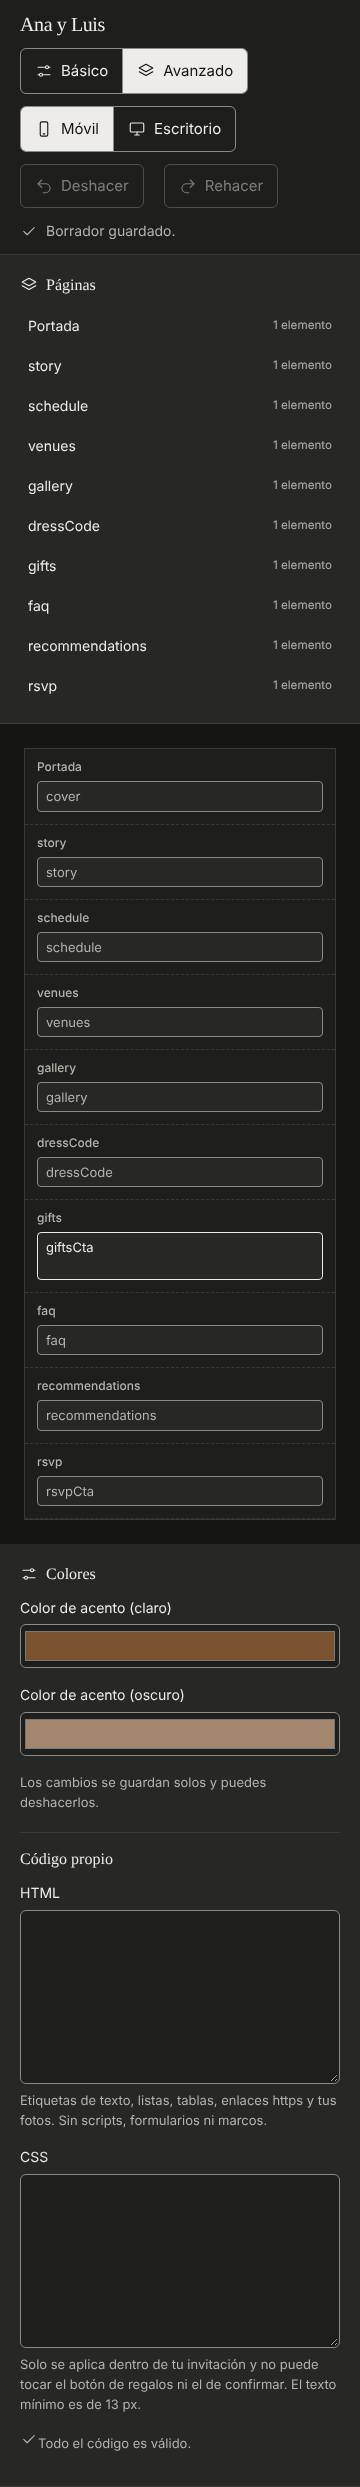 Ana y Luis
Básico
Avanzado
Móvil
Escritorio
Deshacer
Rehacer
Borrador guardado.
Páginas
Portada 1 elemento
story 1 elemento
schedule 1 elemento
venues 1 elemento
gallery 1 elemento
dressCode 1 elemento
gifts 1 elemento
faq 1 elemento
recommendations 1 elemento
rsvp 1 elemento
Portada
cover
story
story
schedule
schedule
venues
venues
gallery
gallery
dressCode
dressCode
gifts
giftsCta
faq
faq
recommendations
recommendations
rsvp
rsvpCta
Colores
Color de acento (claro)
Color de acento (oscuro)
Los cambios se guardan solos y puedes
deshacerlos.
Código propio
HTML
Etiquetas de texto, listas, tablas, enlaces https y tus
fotos. Sin scripts, formularios ni marcos.
CSS
Solo se aplica dentro de tu invitación y no puede
tocar el botón de regalos ni el de confirmar. El texto
mínimo es de 13 px.
Todo el código es válido.